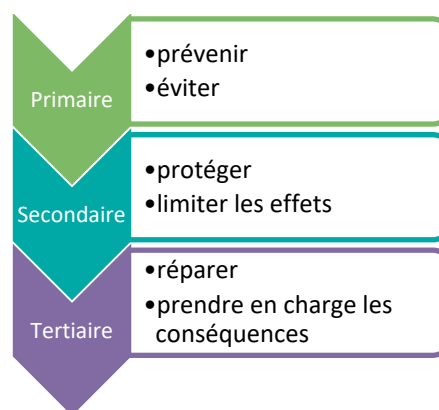 Primaire
•prévenir
•éviter
Secondaire
•protéger
•limiter les effets
Tertiaire
•réparer
•prendre en charge les
conséquences